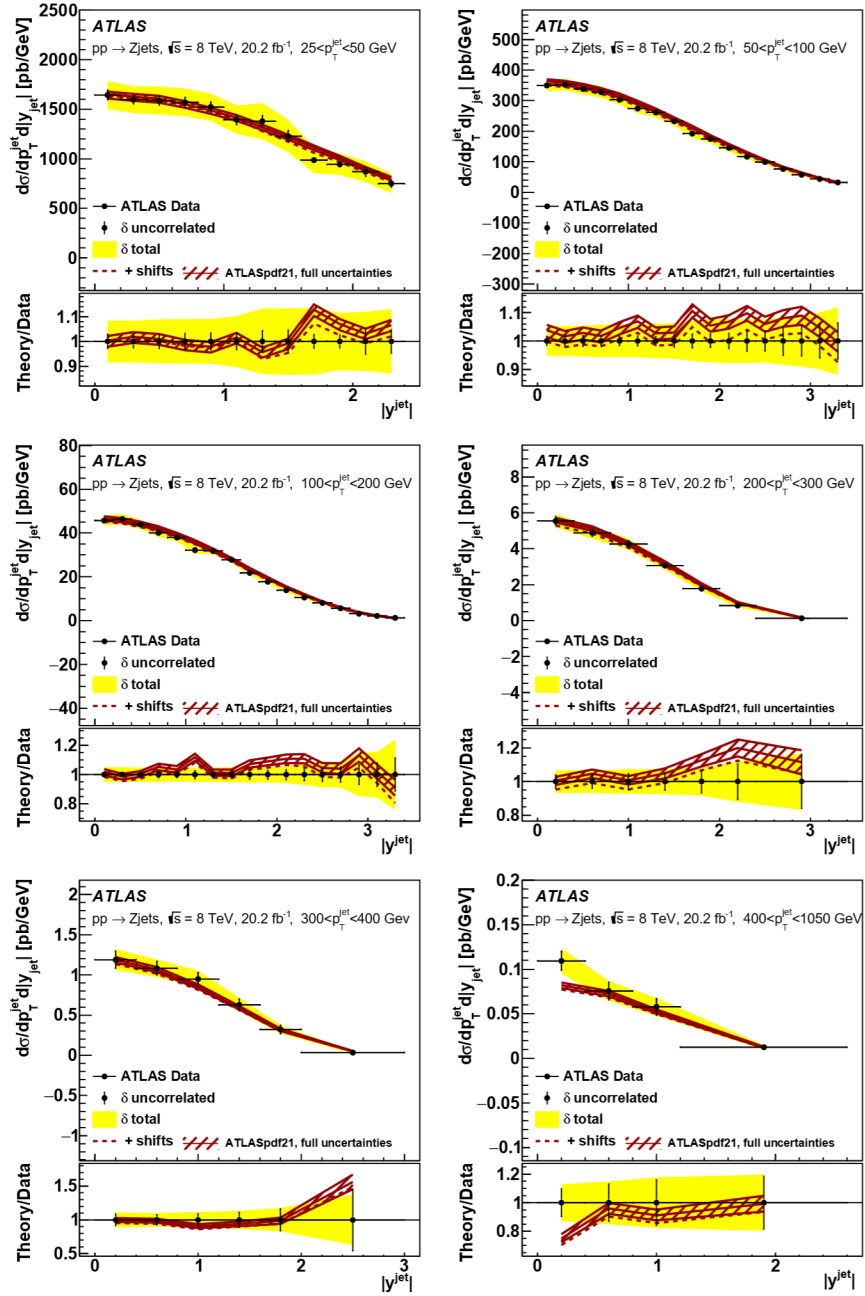 ATLAS
pp → Zjets, √s = 8 TeV, 20.2 fb⁻¹, 25<p_T^jet<50 GeV
dσ/dp_T^jet d|y_jet| [pb/GeV]
2500
2000
1500
1000
500
0
ATLAS Data
δ uncorrelated
δ total
+ shifts
ATLASpdf21, full uncertainties
Theory/Data
1.1
1
0.9
0
1
2
|y^jet|
ATLAS
pp → Zjets, √s = 8 TeV, 20.2 fb⁻¹, 50<p_T^jet<100 GeV
dσ/dp_T^jet d|y_jet| [pb/GeV]
500
400
300
200
100
0
−100
−200
−300
ATLAS Data
δ uncorrelated
δ total
+ shifts
ATLASpdf21, full uncertainties
Theory/Data
1.1
1
0.9
0
1
2
3
|y^jet|
ATLAS
pp → Zjets, √s = 8 TeV, 20.2 fb⁻¹, 100<p_T^jet<200 GeV
dσ/dp_T^jet d|y_jet| [pb/GeV]
80
60
40
20
0
−20
−40
ATLAS Data
δ uncorrelated
δ total
+ shifts
ATLASpdf21, full uncertainties
Theory/Data
1.2
1
0.8
0
1
2
3
|y^jet|
ATLAS
pp → Zjets, √s = 8 TeV, 20.2 fb⁻¹, 200<p_T^jet<300 GeV
dσ/dp_T^jet d|y_jet| [pb/GeV]
8
6
4
2
0
−2
−4
ATLAS Data
δ uncorrelated
δ total
+ shifts
ATLASpdf21, full uncertainties
Theory/Data
1.2
1
0.8
0
1
2
3
|y^jet|
ATLAS
pp → Zjets, √s = 8 TeV, 20.2 fb⁻¹, 300<p_T^jet<400 Gev
dσ/dp_T^jet d|y_jet| [pb/GeV]
2
1.5
1
0.5
0
−0.5
−1
ATLAS Data
δ uncorrelated
δ total
+ shifts
ATLASpdf21, full uncertainties
Theory/Data
1.5
1
0.5
0
1
2
3
|y^jet|
ATLAS
pp → Zjets, √s = 8 TeV, 20.2 fb⁻¹, 400<p_T^jet<1050 GeV
dσ/dp_T^jet d|y_jet| [pb/GeV]
0.2
0.15
0.1
0.05
0
−0.05
−0.1
ATLAS Data
δ uncorrelated
δ total
+ shifts
ATLASpdf21, full uncertainties
Theory/Data
1.2
1
0.8
0
1
2
|y^jet|